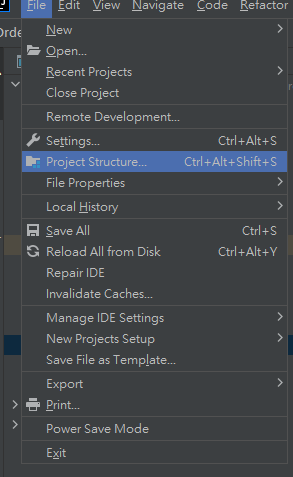 File Edit View Navigate Code Refactor
Orde
New
Open...
Recent Projects
Close Project
Remote Development...
Settings... Ctrl+Alt+S
Project Structure... Ctrl+Alt+Shift+S
File Properties
Local History
Save All Ctrl+S
Reload All from Disk Ctrl+Alt+Y
Repair IDE
Invalidate Caches...
Manage IDE Settings
New Projects Setup
Save File as Template...
Export
Print...
Power Save Mode
Exit